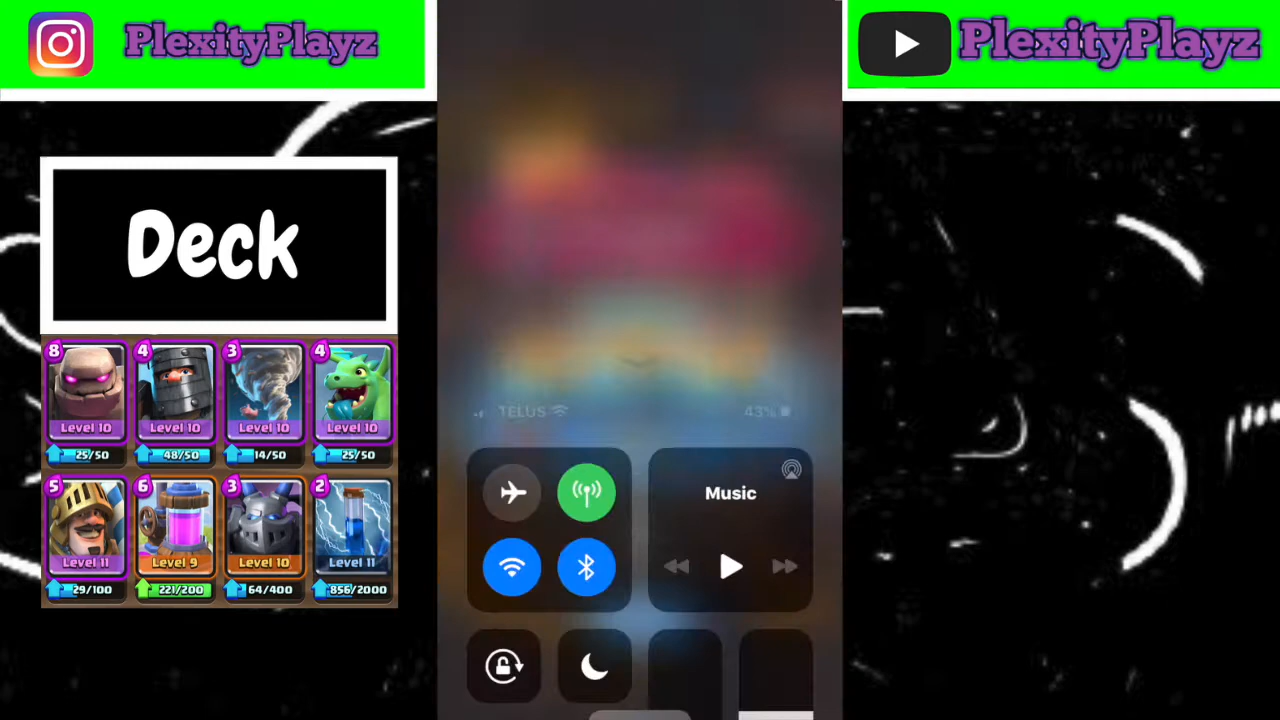 PlexityPlayz
PlexityPlayz
Deck
8 4 3 4
Level 10 Level 10 Level 10 Level 10
25/50 48/50 14/50 25/50
5 6 3 2
Level 11 Level 9 Level 10 Level 11
29/100 221/200 64/400 856/2000
TELUS 43%
Music